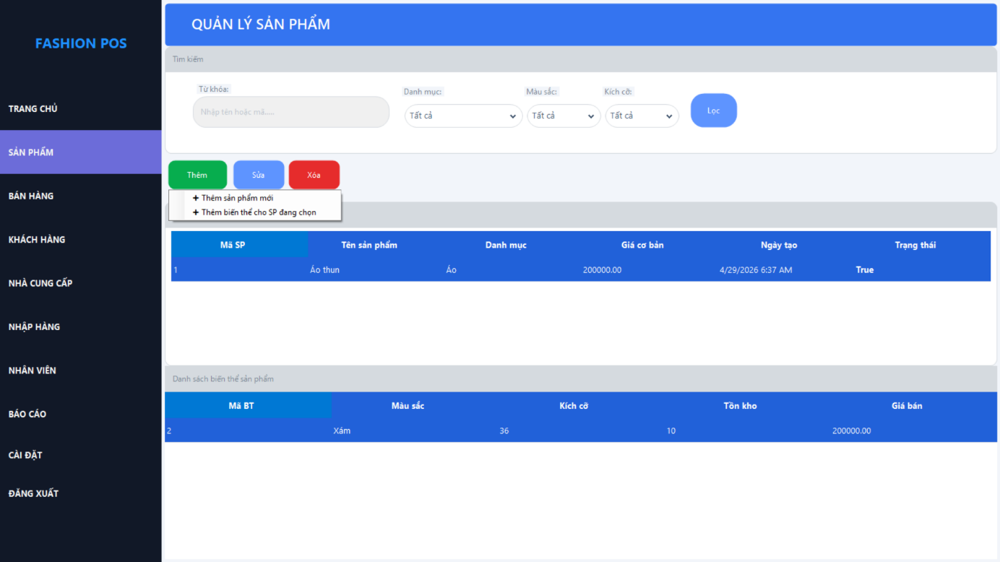 FASHION POS
TRANG CHỦ
SẢN PHẨM
BÁN HÀNG
KHÁCH HÀNG
NHÀ CUNG CẤP
NHẬP HÀNG
NHÂN VIÊN
BÁO CÁO
CÀI ĐẶT
ĐĂNG XUẤT
QUẢN LÝ SẢN PHẨM
Tìm kiếm
Từ khóa: Danh mục: Màu sắc: Kích cỡ:
Nhập tên hoặc mã..... Tất cả Tất cả Tất cả Lọc
Thêm Sửa Xóa
+ Thêm sản phẩm mới
+ Thêm biến thể cho SP đang chọn
Mã SP Tên sản phẩm Danh mục Giá cơ bản Ngày tạo Trạng thái
1 Áo thun Áo 200000.00 4/29/2026 6:37 AM True
Danh sách biến thể sản phẩm
Mã BT Màu sắc Kích cỡ Tồn kho Giá bán
2 Xám 36 10 200000.00